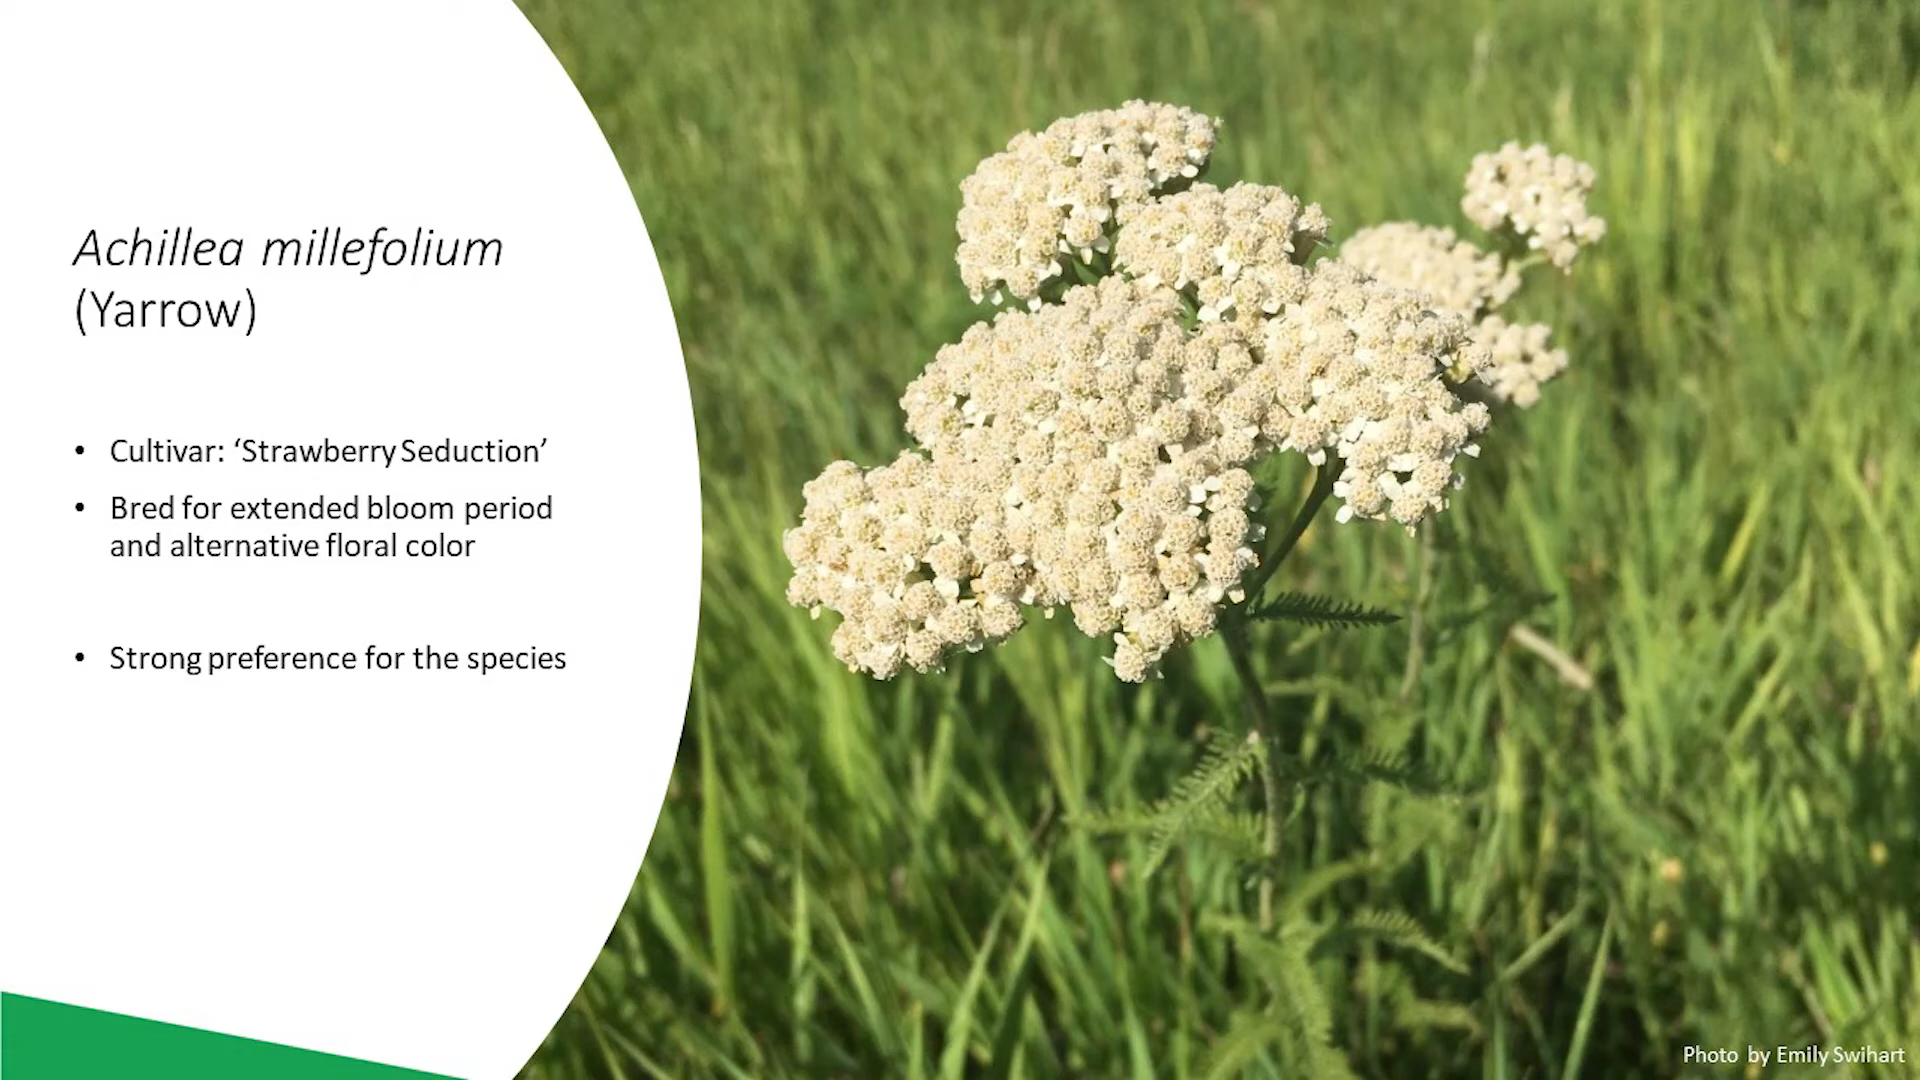 Achillea millefolium
(Yarrow)
• Cultivar: ‘Strawberry Seduction’
• Bred for extended bloom period
and alternative floral color
• Strong preference for the species
Photo by Emily Swihart